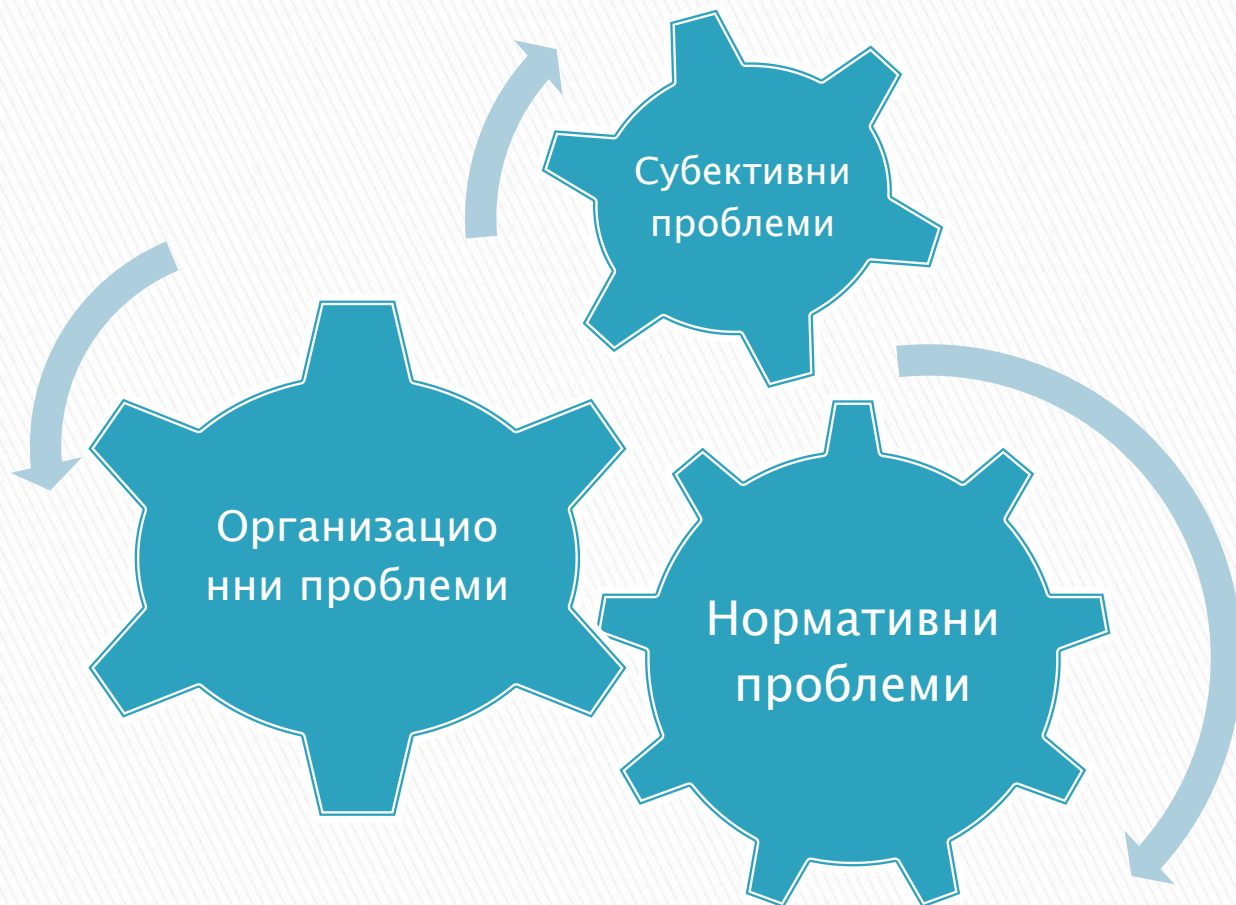 Субективни
проблеми
Организацио
нни проблеми
Нормативни
проблеми